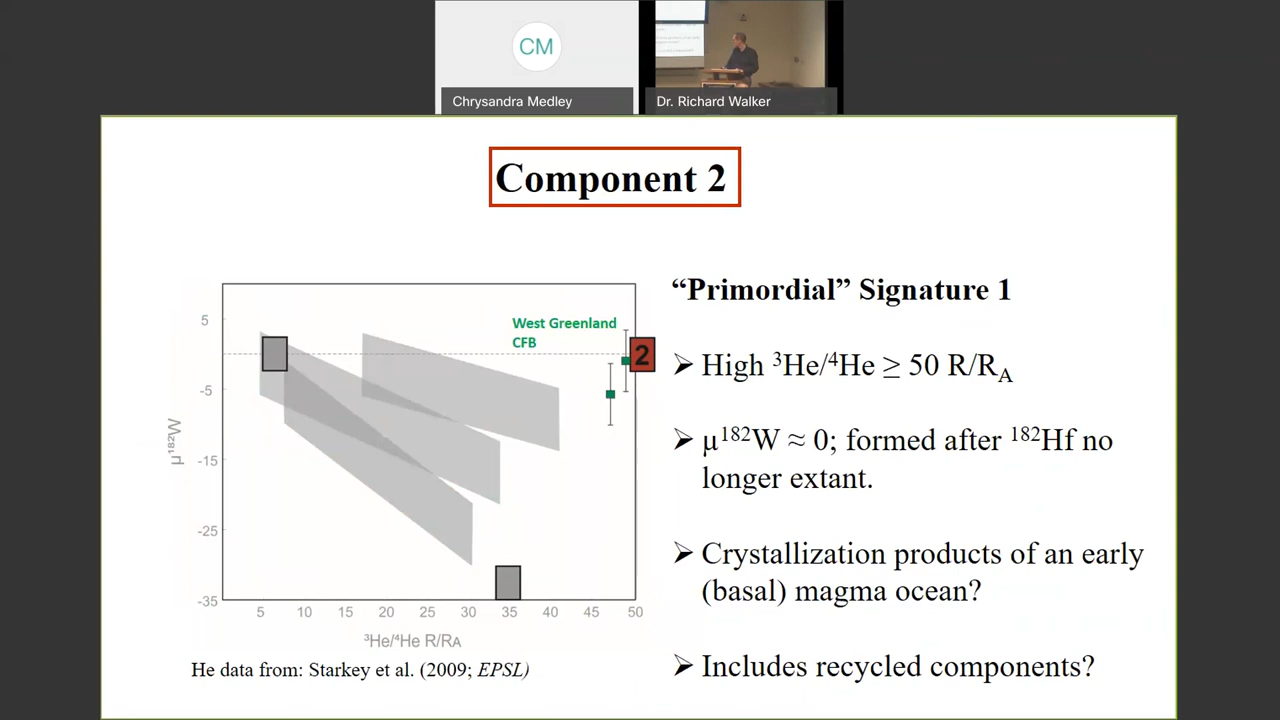 CM
Chrysandra Medley
Dr. Richard Walker
Component 2
5
-5
-15
-25
-35
μ¹⁸²W
West Greenland
CFB
2
5 10 15 20 25 30 35 40 45 50
³He/⁴He R/RA
He data from: Starkey et al. (2009; EPSL)
“Primordial” Signature 1
➢ High ³He/⁴He ≥ 50 R/RA
➢ μ¹⁸²W ≈ 0; formed after ¹⁸²Hf no
longer extant.
➢ Crystallization products of an early
(basal) magma ocean?
➢ Includes recycled components?